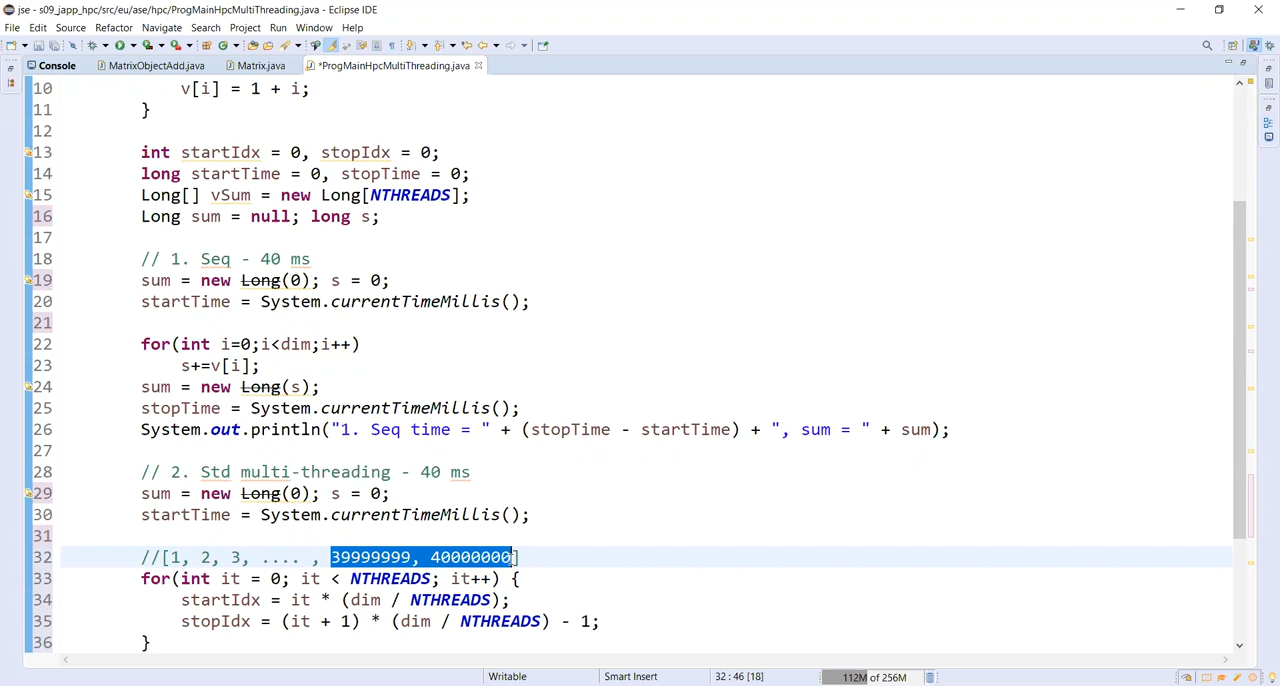 jse - s09_japp_hpc/src/eu/ase/hpc/ProgMainHpcMultiThreading.java - Eclipse IDE
File Edit Source Refactor Navigate Search Project Run Window Help
Console MatrixObjectAdd.java Matrix.java *ProgMainHpcMultiThreading.java
10 v[i] = 1 + i;
11 }
12
13 int startIdx = 0, stopIdx = 0;
14 long startTime = 0, stopTime = 0;
15 Long[] vSum = new Long[NTHREADS];
16 Long sum = null; long s;
17
18 // 1. Seq - 40 ms
19 sum = new Long(0); s = 0;
20 startTime = System.currentTimeMillis();
21
22 for(int i=0;i<dim;i++)
23 s+=v[i];
24 sum = new Long(s);
25 stopTime = System.currentTimeMillis();
26 System.out.println("1. Seq time = " + (stopTime - startTime) + ", sum = " + sum);
27
28 // 2. Std multi-threading - 40 ms
29 sum = new Long(0); s = 0;
30 startTime = System.currentTimeMillis();
31
32 //[1, 2, 3, .... , 39999999, 40000000]
33 for(int it = 0; it < NTHREADS; it++) {
34 startIdx = it * (dim / NTHREADS);
35 stopIdx = (it + 1) * (dim / NTHREADS) - 1;
36 }
Writable Smart Insert 32 : 46 [18] 112M of 256M